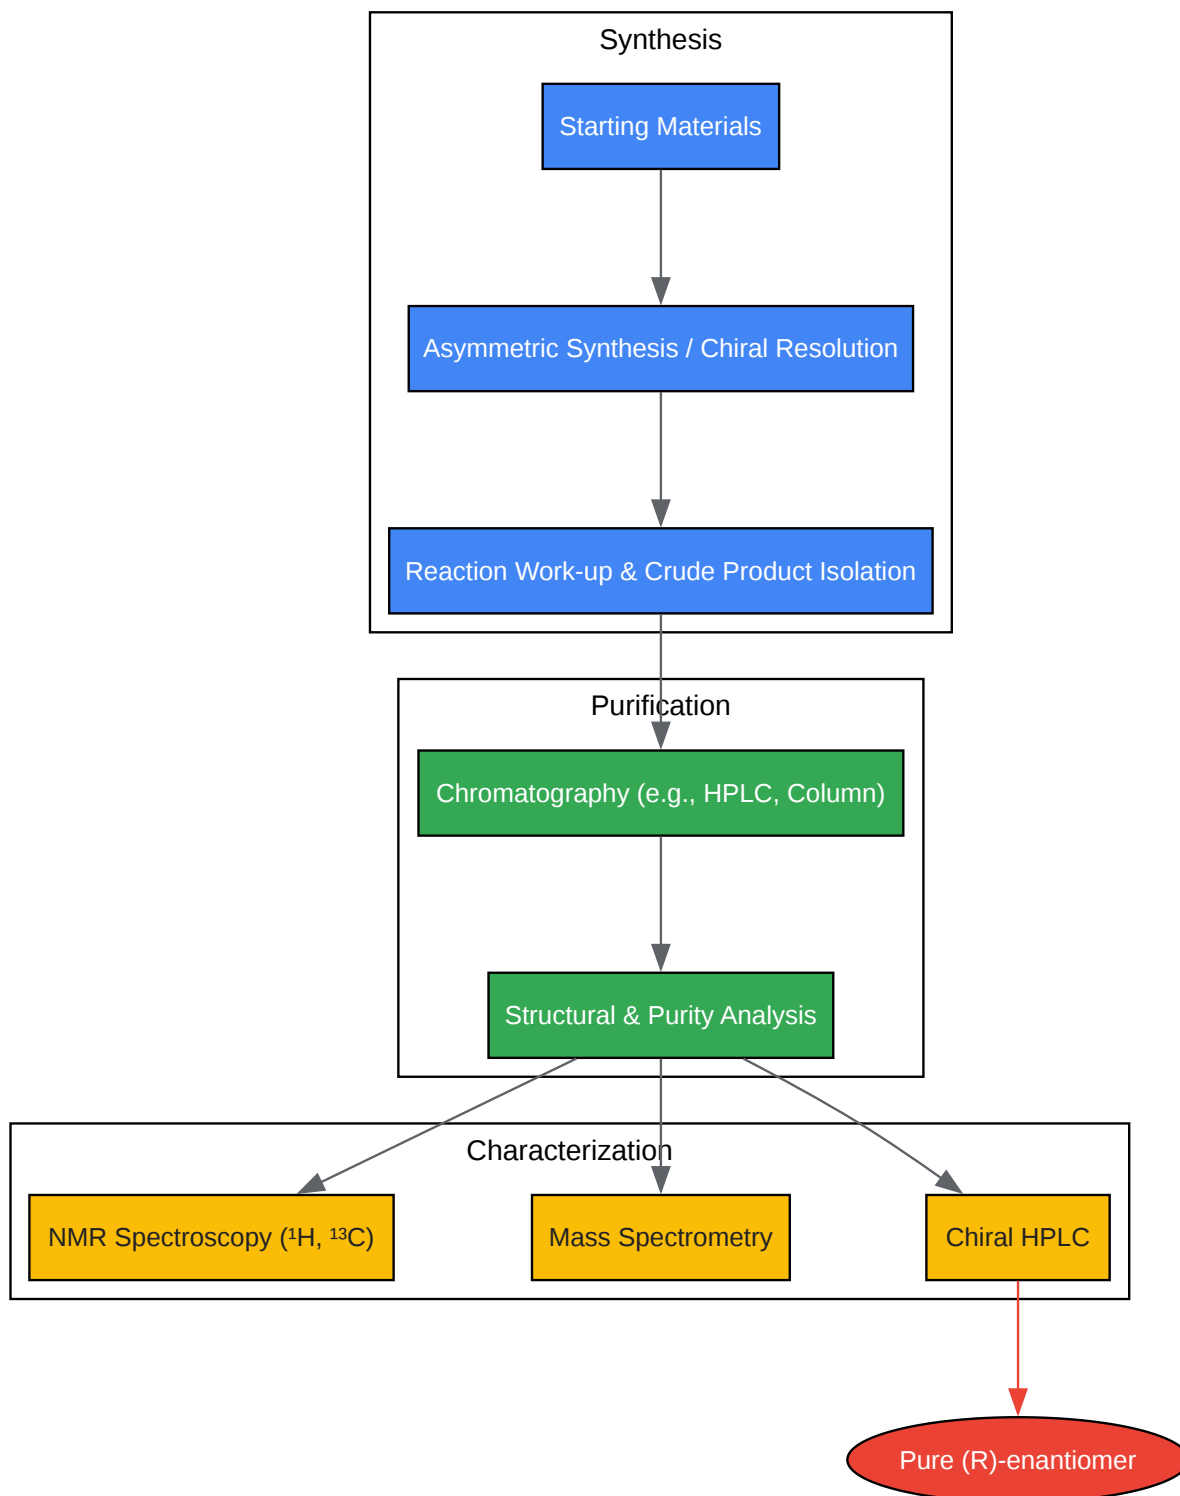 Synthesis
Starting Materials
Asymmetric Synthesis / Chiral Resolution
Reaction Work-up & Crude Product Isolation
Purification
Chromatography (e.g., HPLC, Column)
Structural & Purity Analysis
Characterization
NMR Spectroscopy (¹H, ¹³C)
Mass Spectrometry
Chiral HPLC
Pure (R)-enantiomer